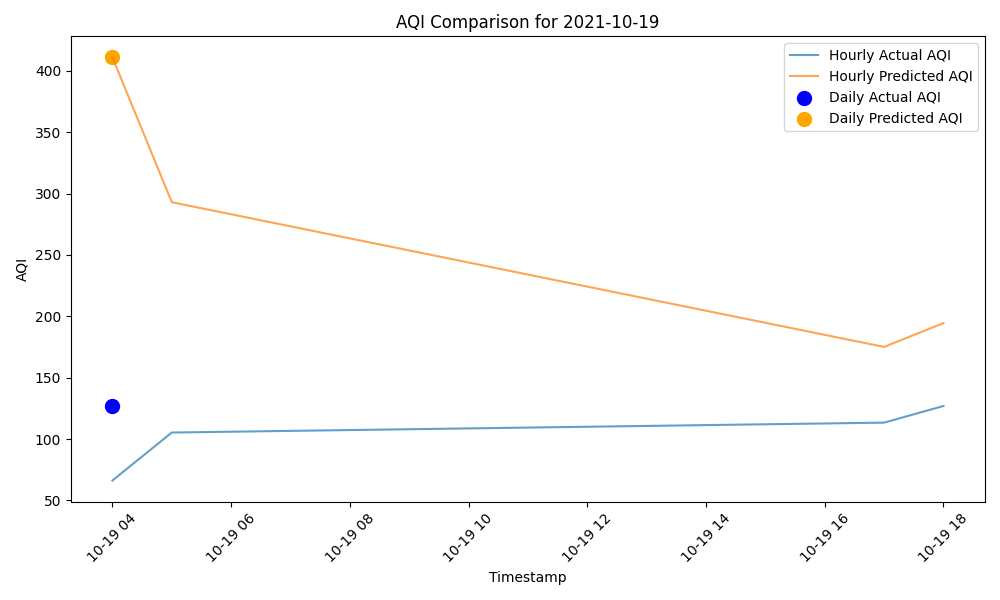 AQI Comparison for 2021-10-19
Hourly Actual AQI
Hourly Predicted AQI
Daily Actual AQI
Daily Predicted AQI
AQI
400
350
300
250
200
150
100
50
10-19 04
10-19 06
10-19 08
10-19 10
10-19 12
10-19 14
10-19 16
10-19 18
Timestamp